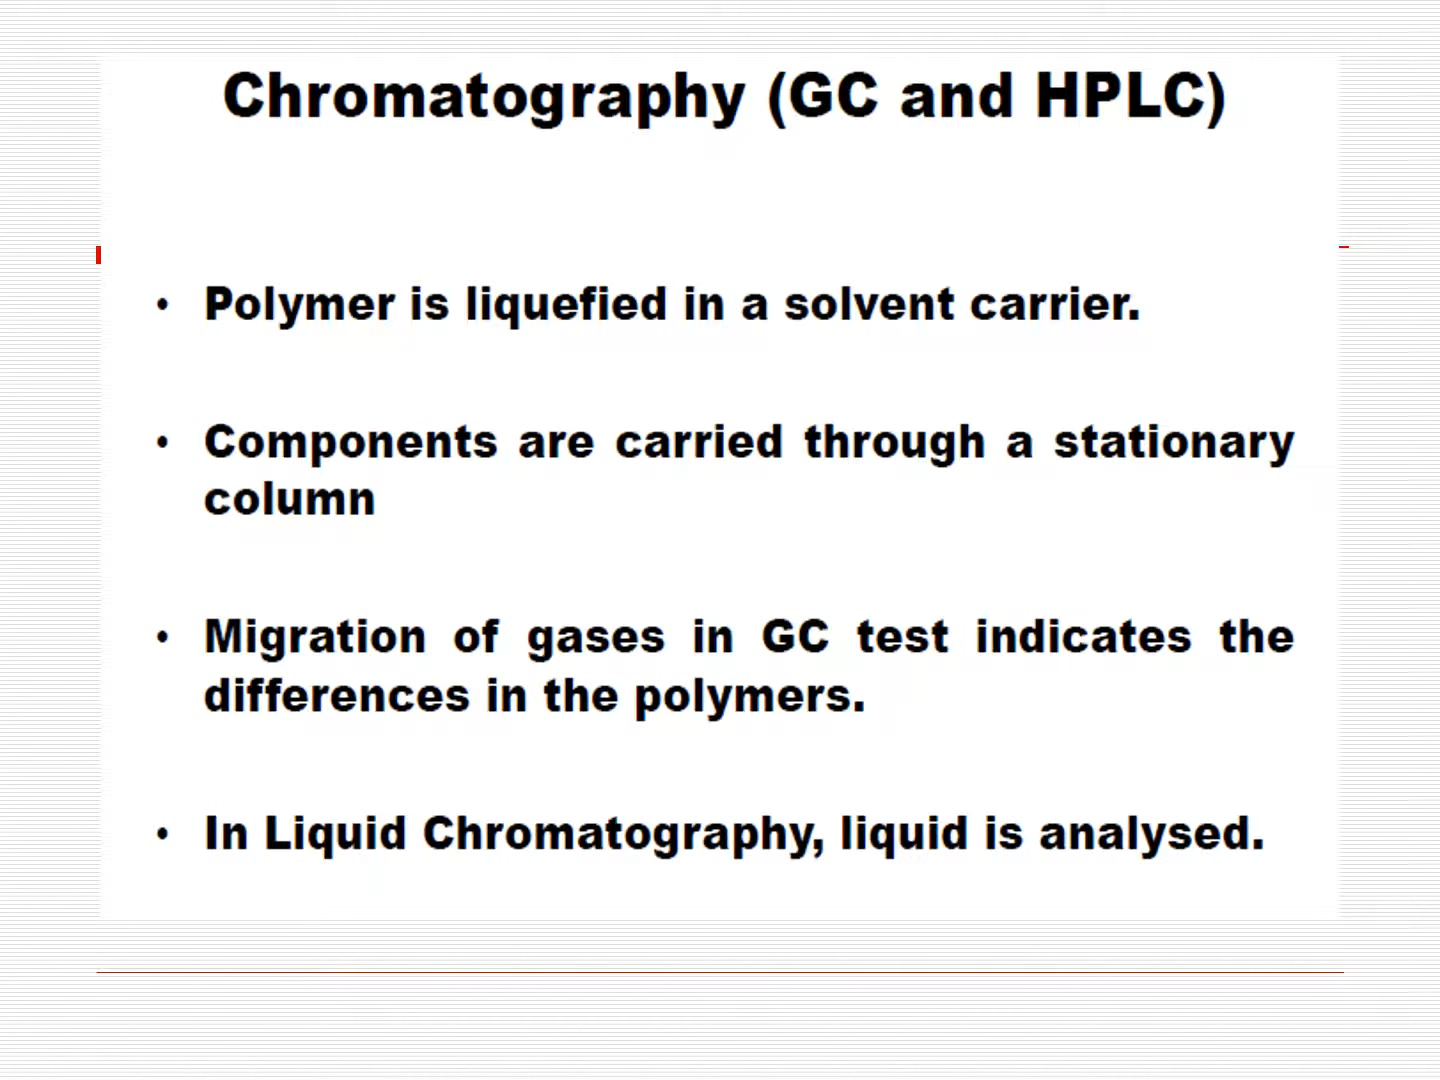 Chromatography (GC and HPLC)
• Polymer is liquefied in a solvent carrier.
• Components are carried through a stationary
column
• Migration of gases in GC test indicates the
differences in the polymers.
• In Liquid Chromatography, liquid is analysed.